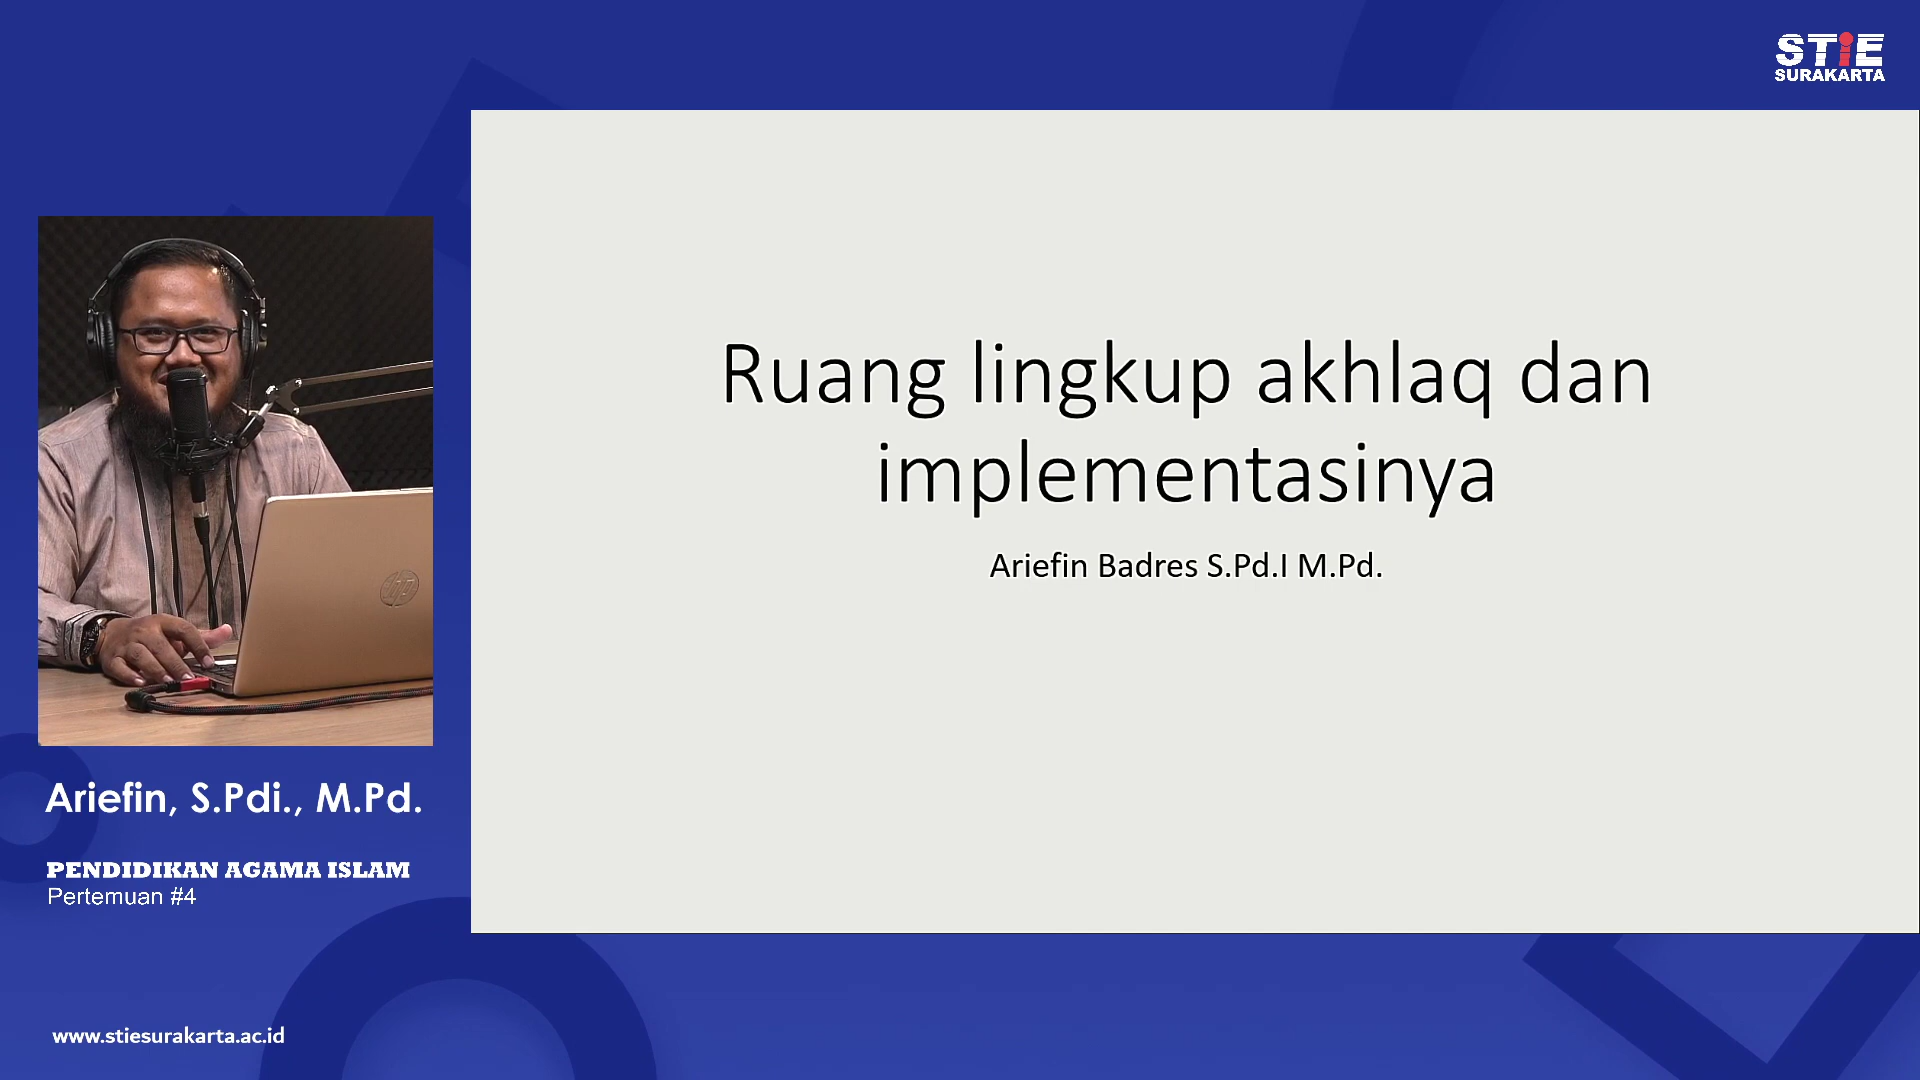 STiE
SURAKARTA
Ruang lingkup akhlaq dan
implementasinya
Ariefin Badres S.Pd.I M.Pd.
hp
Ariefin, S.Pdi., M.Pd.
PENDIDIKAN AGAMA ISLAM
Pertemuan #4
www.stiesurakarta.ac.id